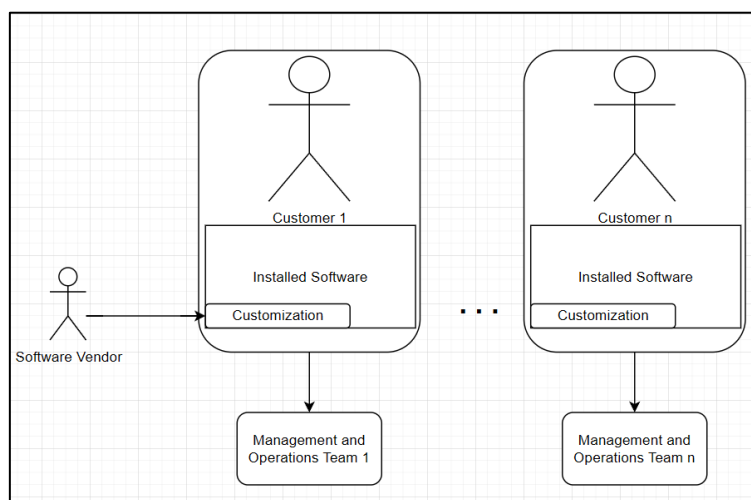 Customer 1
Customer n
Installed Software
Installed Software
Customization
Customization
Software Vendor
Management and
Operations Team 1
Management and
Operations Team n